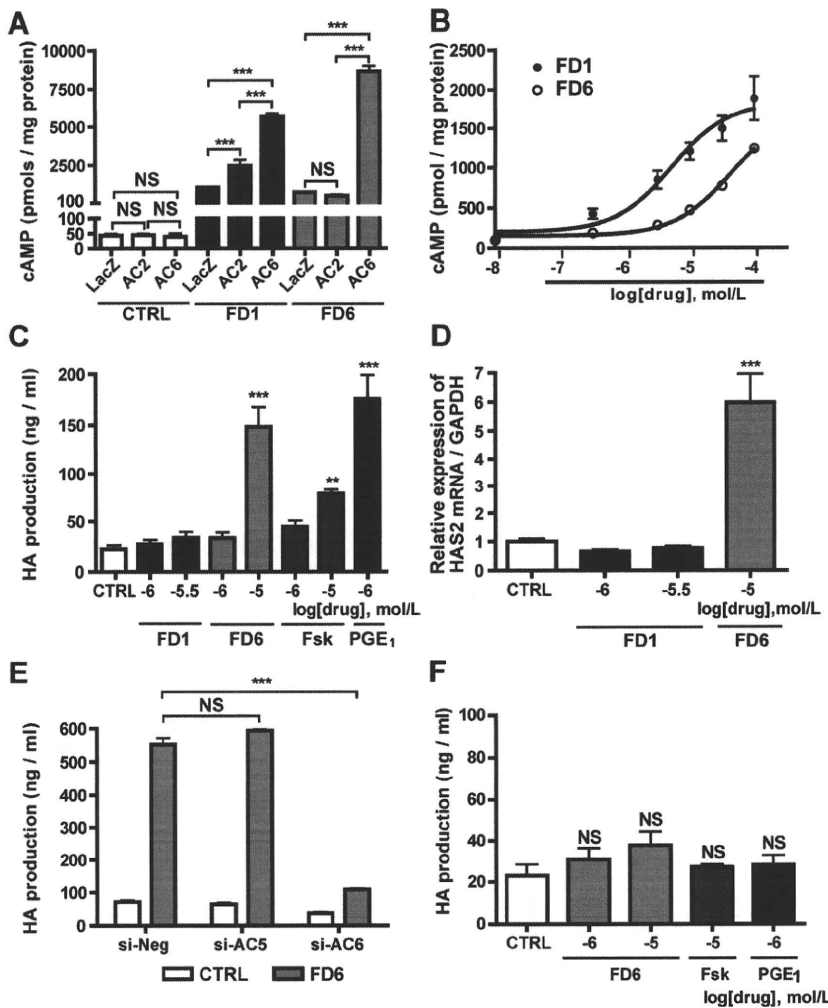 A
cAMP (pmols / mg protein)
10000
7500
5000
2500
100
100
50
0
NS
NS NS
***
*** ***
***
NS ***
LacZ AC2 AC6 LacZ AC2 AC6 LacZ AC2 AC6
CTRL FD1 FD6
B
cAMP (pmol / mg protein)
2500
2000
1500
1000
500
0
FD1
FD6
-8 -7 -6 -5 -4
log[drug], mol/L
C
HA production (ng / ml)
200
150
100
50
0
***
**
***
CTRL -6 -5.5 -6 -5 -6 -5 -6
log[drug], mol/L
FD1 FD6 Fsk PGE1
D
Relative expression of
HAS2 mRNA / GAPDH
7
6
5
4
3
2
1
0
***
CTRL -6 -5.5 -5
log[drug],mol/L
FD1 FD6
E
HA production (ng / ml)
600
500
400
300
200
100
0
***
NS
si-Neg si-AC5 si-AC6
CTRL FD6
F
HA production (ng / ml)
100
80
60
40
20
0
NS NS NS NS
CTRL -6 -5 -5 -6
FD6 Fsk PGE1
log[drug], mol/L